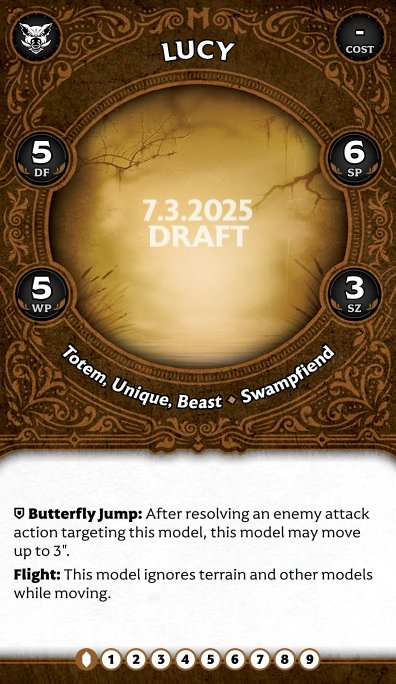 LUCY
-
COST
5
DF
6
SP
7.3.2025
DRAFT
5
WP
3
SZ
Totem, Unique, Beast ◆ Swampfiend
Butterfly Jump: After resolving an enemy attack
action targeting this model, this model may move
up to 3".
Flight: This model ignores terrain and other models
while moving.
1 2 3 4 5 6 7 8 9